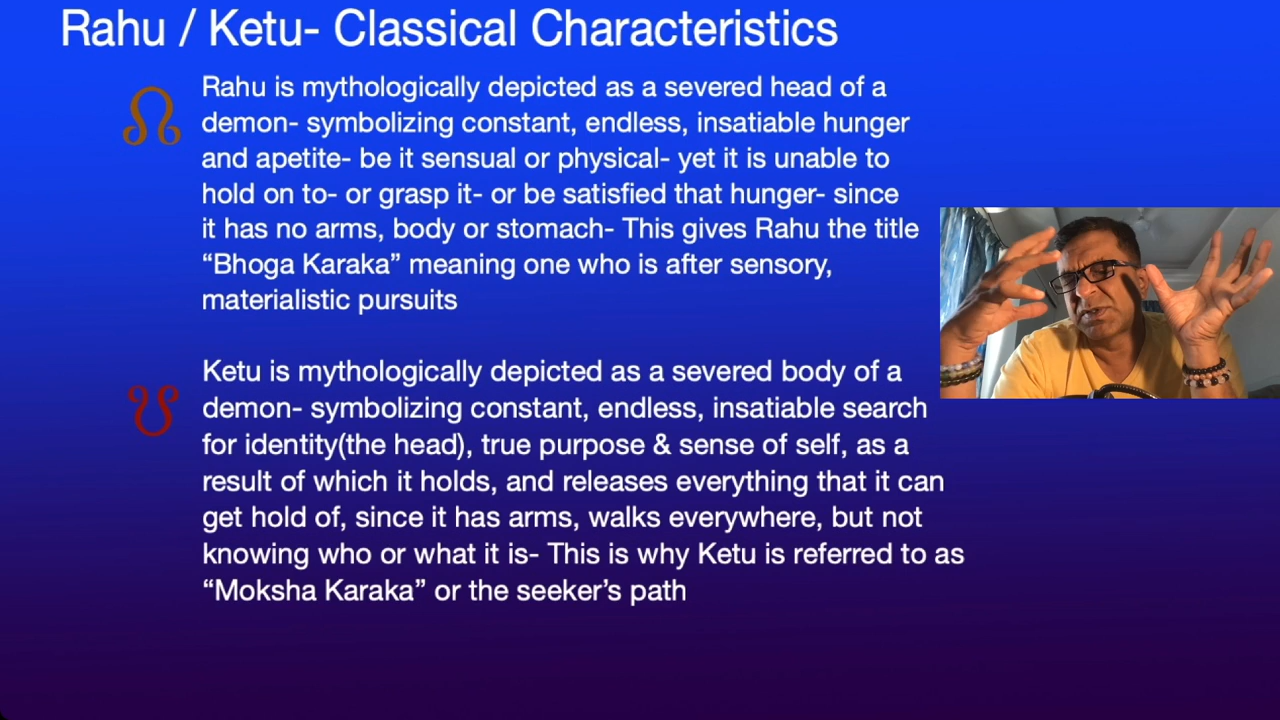 Rahu / Ketu- Classical Characteristics
Rahu is mythologically depicted as a severed head of a
demon- symbolizing constant, endless, insatiable hunger
and apetite- be it sensual or physical- yet it is unable to
hold on to- or grasp it- or be satisfied that hunger- since
it has no arms, body or stomach- This gives Rahu the title
“Bhoga Karaka” meaning one who is after sensory,
materialistic pursuits
Ketu is mythologically depicted as a severed body of a
demon- symbolizing constant, endless, insatiable search
for identity(the head), true purpose & sense of self, as a
result of which it holds, and releases everything that it can
get hold of, since it has arms, walks everywhere, but not
knowing who or what it is- This is why Ketu is referred to as
“Moksha Karaka” or the seeker’s path